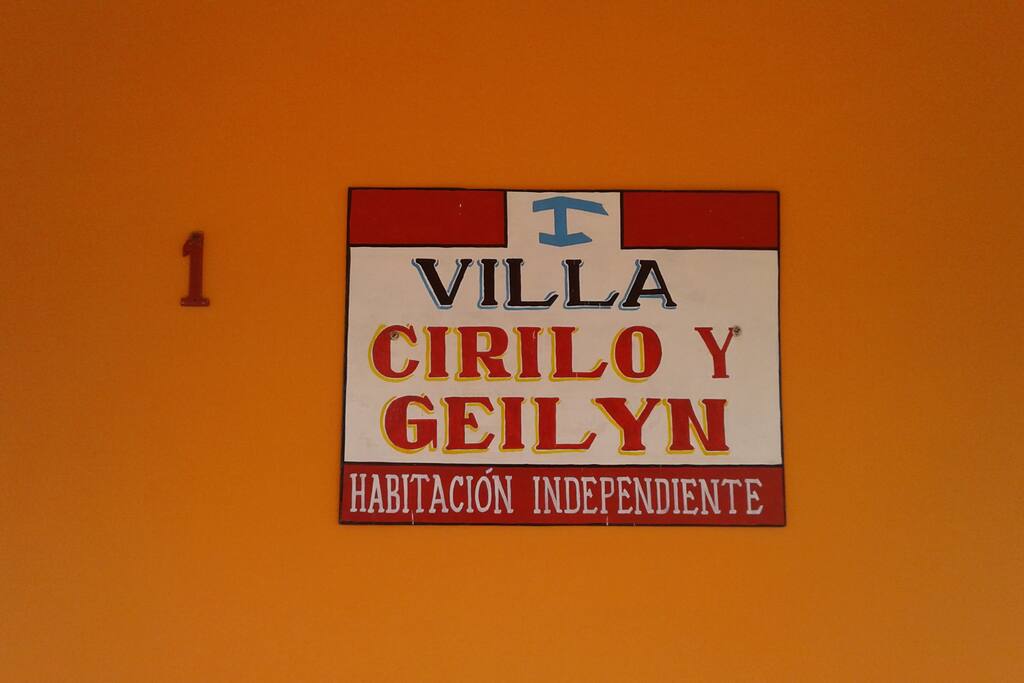 1
VILLA
CIRILO Y
GEILYN
HABITACIÓN INDEPENDIENTE